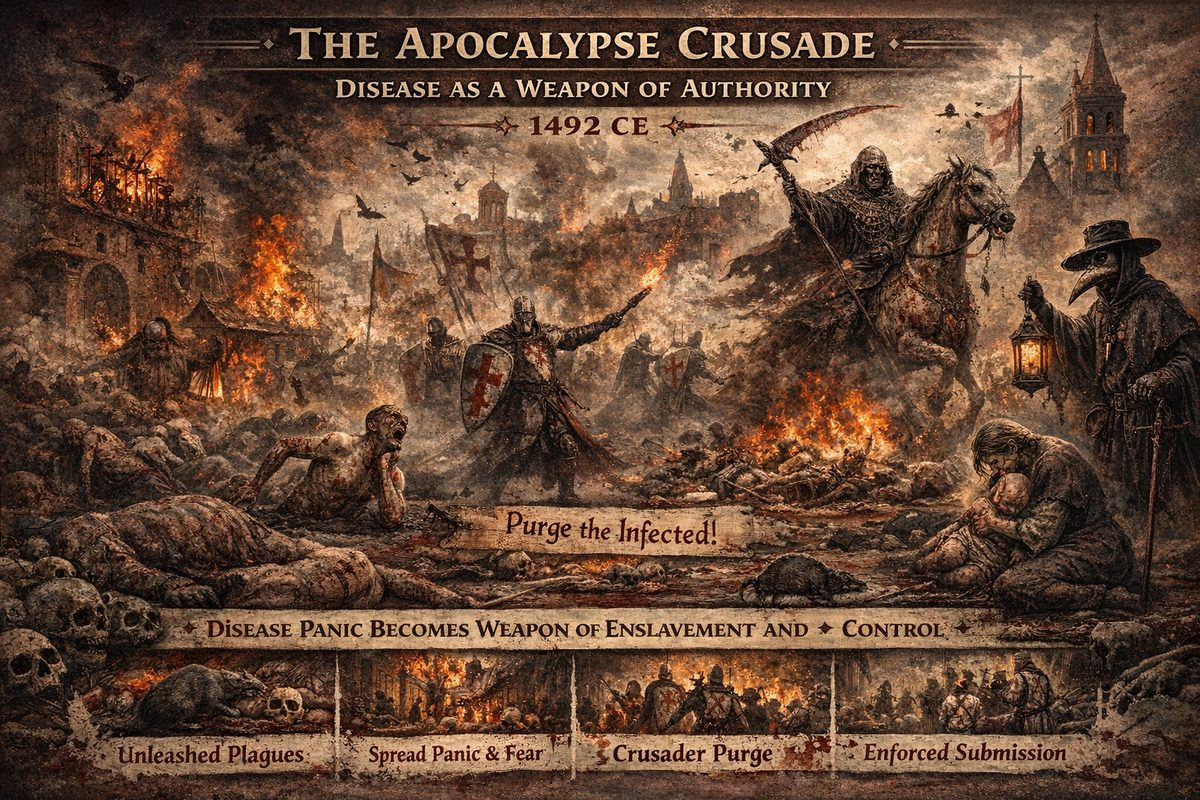 THE APOCALYPSE CRUSADE
DISEASE AS A WEAPON OF AUTHORITY
1492 CE
Purge the Infected!
DISEASE PANIC BECOMES WEAPON OF ENSLAVEMENT AND CONTROL
Unleashed Plagues
Spread Panic & Fear
Crusader Purge
Enforced Submission